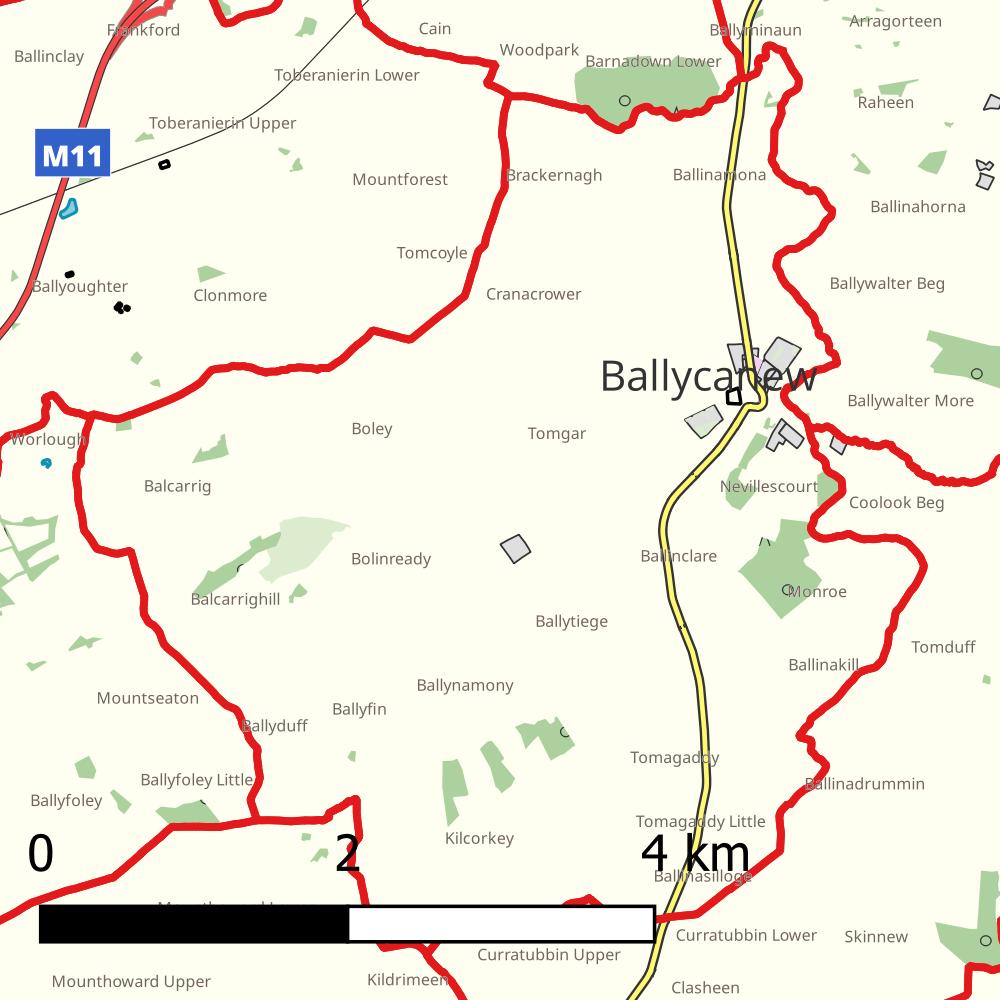 Frankford
Cain
Ballyminaun
Arragorteen
Ballinclay
Woodpark
Barnadown Lower
Toberanierin Lower
Raheen
Toberanierin Upper
M11
Mountforest
Brackernagh
Ballinamona
Ballinahorna
Tomcoyle
Ballyoughter
Clonmore
Cranacrower
Ballywalter Beg
Ballycanew
Ballywalter More
Worlough
Boley
Tomgar
Balcarrig
Nevillescourt
Coolook Beg
Bolinready
Ballinclare
Balcarrighill
Monroe
Ballytiege
Tomduff
Ballinakill
Mountseaton
Ballynamony
Ballyduff
Ballyfin
Tomagaddy
Ballyfoley Little
Ballinadrummin
Ballyfoley
Tomagaddy Little
Kilcorkey
0 2 4 km
Ballinasilloge
Curratubbin Lower
Skinnew
Curratubbin Upper
Mounthoward Upper
Kildrimeen
Clasheen